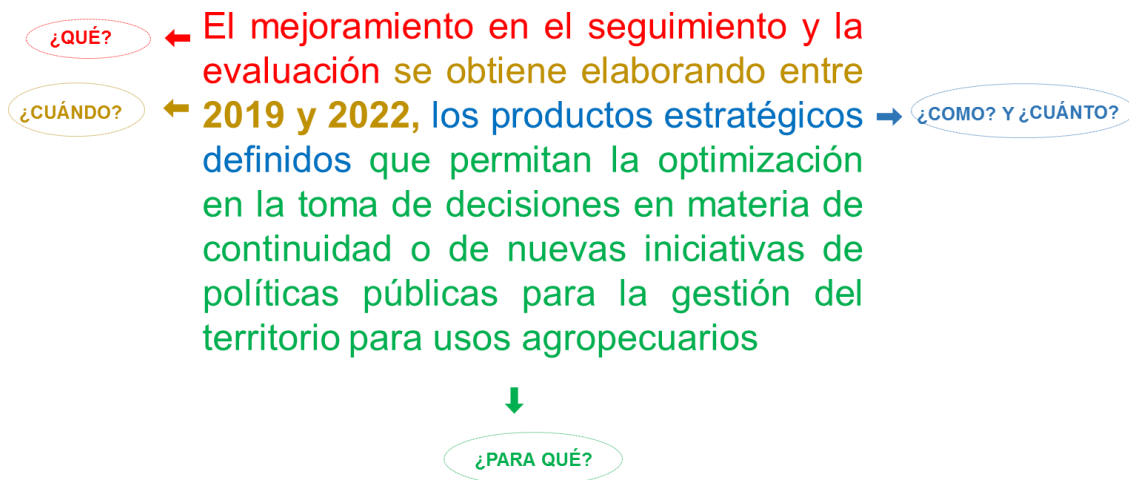 ¿QUÉ?
El mejoramiento en el seguimiento y la
evaluación se obtiene elaborando entre
¿CUÁNDO?
2019 y 2022, los productos estratégicos
¿COMO? Y ¿CUÁNTO?
definidos que permitan la optimización
en la toma de decisiones en materia de
continuidad o de nuevas iniciativas de
políticas públicas para la gestión del
territorio para usos agropecuarios
¿PARA QUÉ?